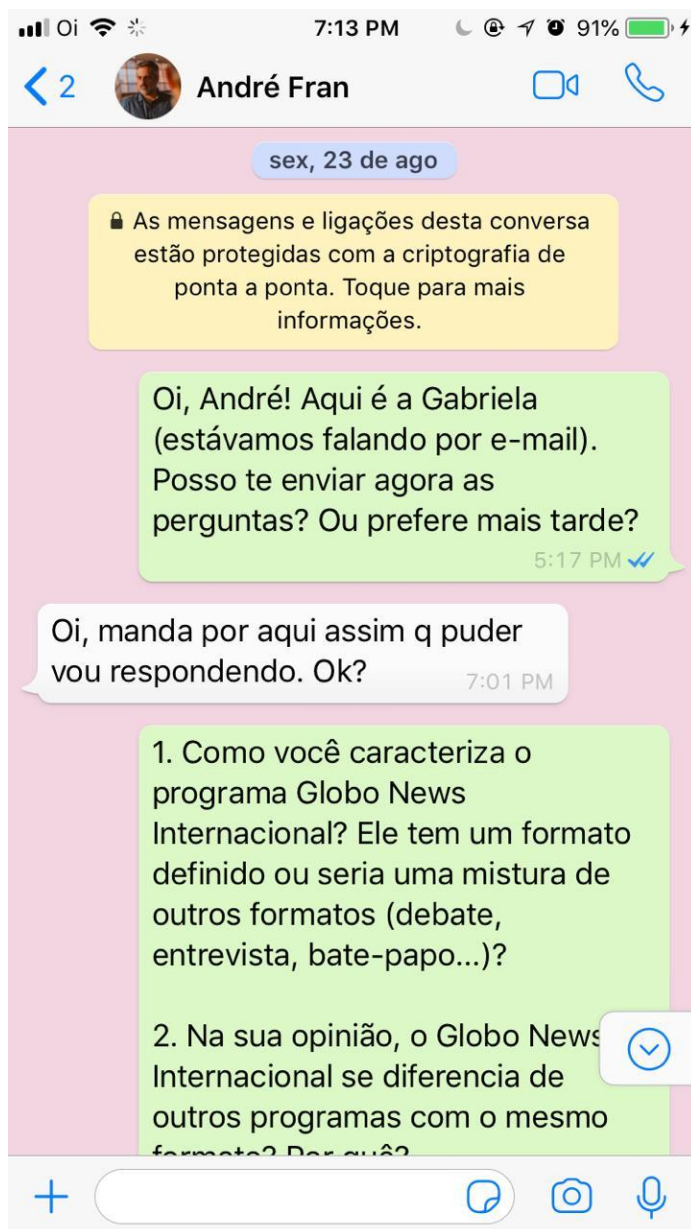 Oi 7:13 PM 91%
2 André Fran
sex, 23 de ago
As mensagens e ligações desta conversa
estão protegidas com a criptografia de
ponta a ponta. Toque para mais
informações.
Oi, André! Aqui é a Gabriela
(estávamos falando por e-mail).
Posso te enviar agora as
perguntas? Ou prefere mais tarde?
5:17 PM
Oi, manda por aqui assim q puder
vou respondendo. Ok?
7:01 PM
1. Como você caracteriza o
programa Globo News
Internacional? Ele tem um formato
definido ou seria uma mistura de
outros formatos (debate,
entrevista, bate-papo...)?
2. Na sua opinião, o Globo News
Internacional se diferencia de
outros programas com o mesmo
formato? Por quê?